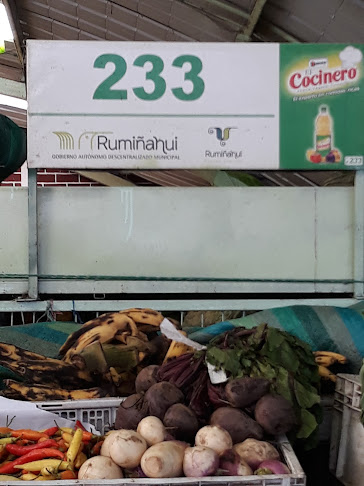 233
Cocinero
Rumiñahui
GOBIERNO AUTÓNOMO DESCENTRALIZADO MUNICIPAL
Rumiñahui
233